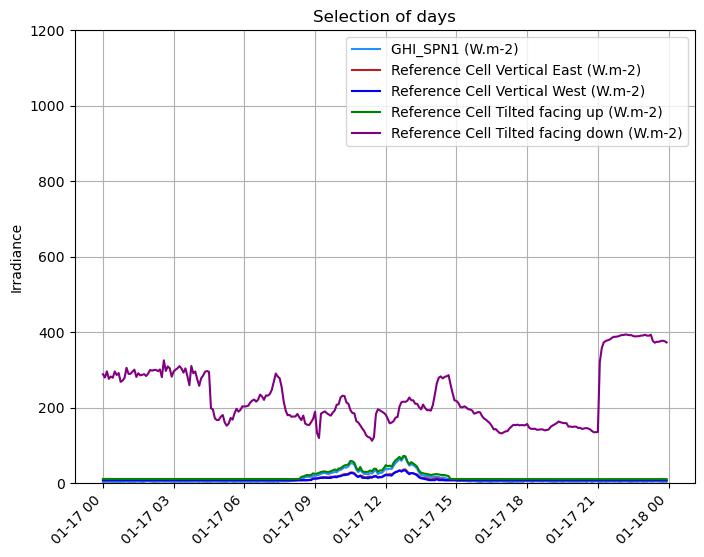 Selection of days
GHI_SPN1 (W.m-2)
Reference Cell Vertical East (W.m-2)
Reference Cell Vertical West (W.m-2)
Reference Cell Tilted facing up (W.m-2)
Reference Cell Tilted facing down (W.m-2)
Irradiance
1200
1000
800
600
400
200
0
01-17 00
01-17 03
01-17 06
01-17 09
01-17 12
01-17 15
01-17 18
01-17 21
01-18 00